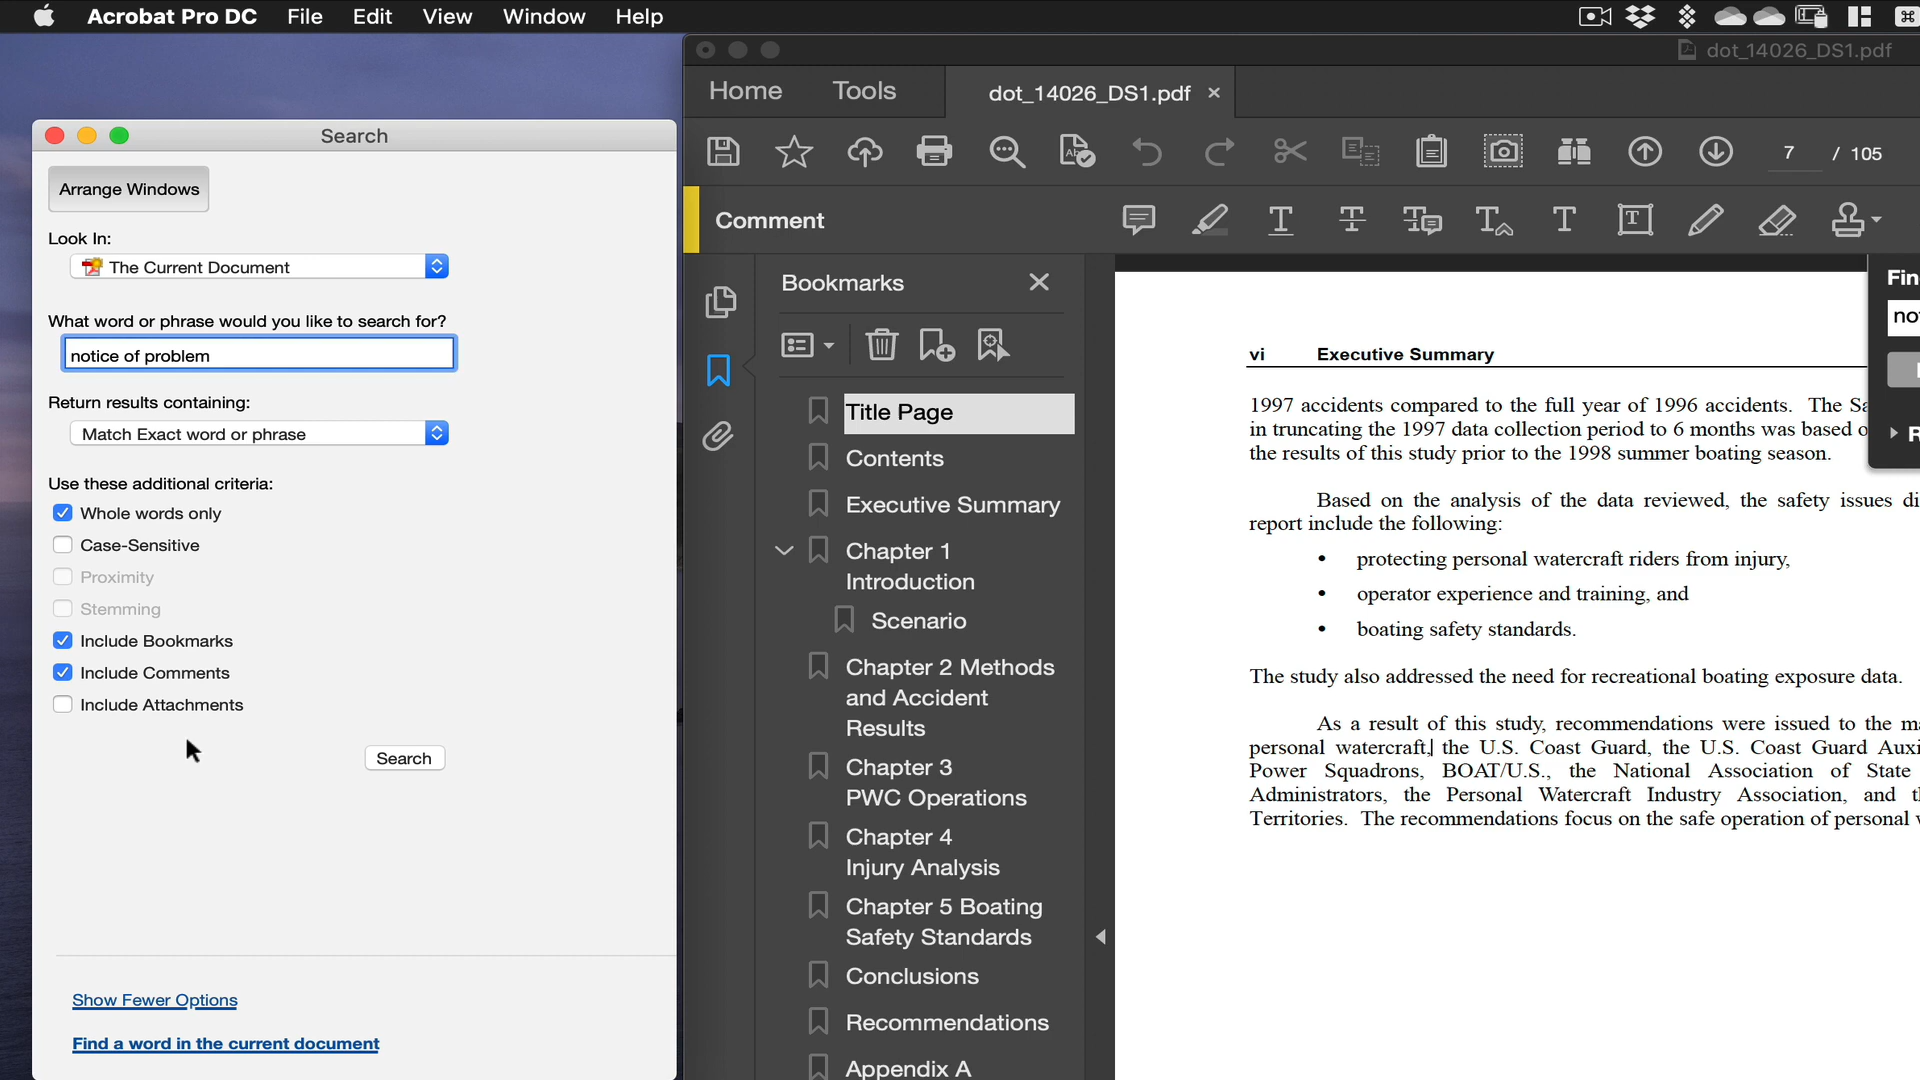 Acrobat Pro DC File Edit View Window Help
dot_14026_DS1.pdf
Home Tools dot_14026_DS1.pdf ×
7 / 105
Comment
Search
Arrange Windows
Look In:
The Current Document
What word or phrase would you like to search for?
notice of problem
Return results containing:
Match Exact word or phrase
Use these additional criteria:
Whole words only
Case-Sensitive
Proximity
Stemming
Include Bookmarks
Include Comments
Include Attachments
Search
Show Fewer Options
Find a word in the current document
Bookmarks
Title Page
Contents
Executive Summary
Chapter 1
Introduction
Scenario
Chapter 2 Methods
and Accident
Results
Chapter 3
PWC Operations
Chapter 4
Injury Analysis
Chapter 5 Boating
Safety Standards
Conclusions
Recommendations
Appendix A
vi Executive Summary
1997 accidents compared to the full year of 1996 accidents. The Sa
in truncating the 1997 data collection period to 6 months was based o
the results of this study prior to the 1998 summer boating season.
Based on the analysis of the data reviewed, the safety issues di
report include the following:
• protecting personal watercraft riders from injury,
• operator experience and training, and
• boating safety standards.
The study also addressed the need for recreational boating exposure data.
As a result of this study, recommendations were issued to the ma
personal watercraft, the U.S. Coast Guard, the U.S. Coast Guard Auxi
Power Squadrons, BOAT/U.S., the National Association of State
Administrators, the Personal Watercraft Industry Association, and th
Territories. The recommendations focus on the safe operation of personal
Fin
no
R